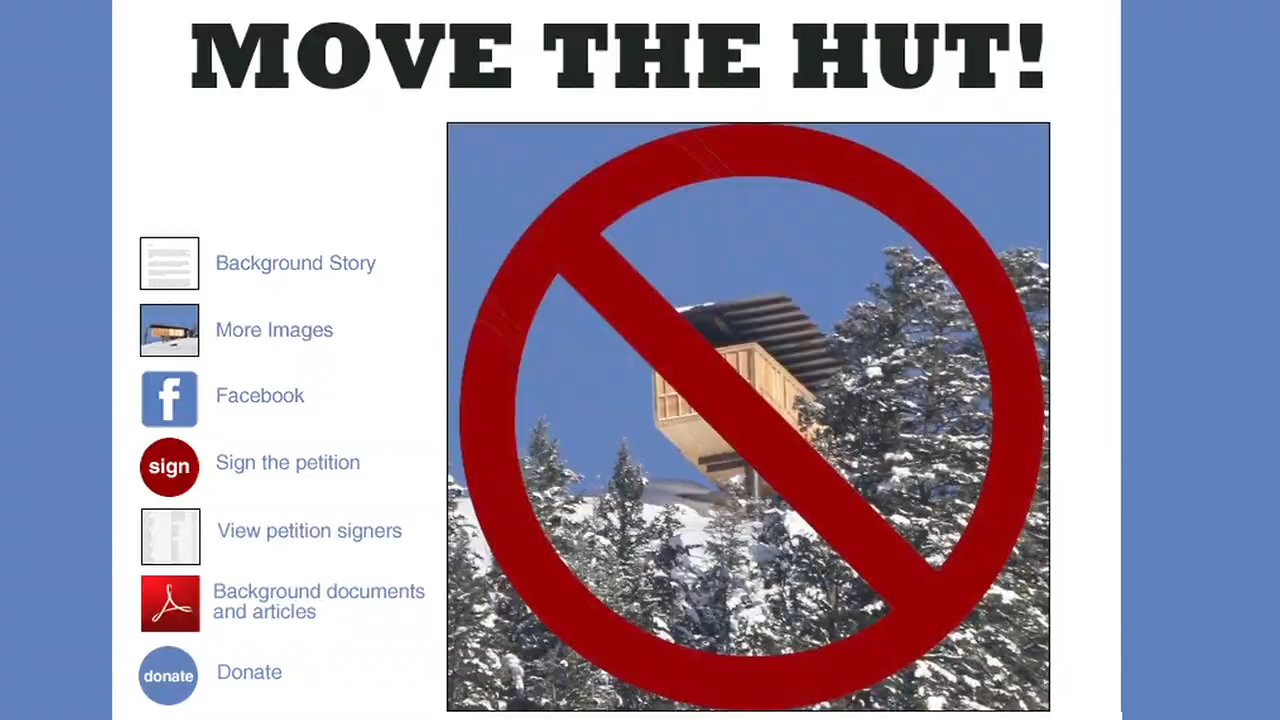 MOVE THE HUT!
Background Story
More Images
f
Facebook
sign
Sign the petition
View petition signers
Background documents
and articles
donate
Donate